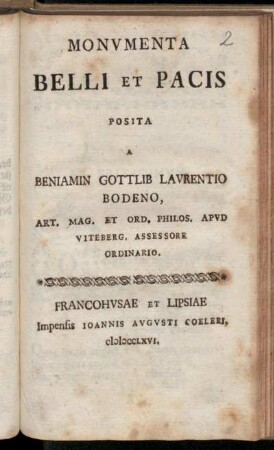 2
MONVMENTA
BELLI ET PACIS
POSITA
A
BENIAMIN GOTTLIB LAVRENTIO
BODENO,
ART. MAG. ET ORD. PHILOS. APVD
VITEBERG. ASSESSORE
ORDINARIO.
FRANCOHVSAE ET LIPSIAE
Impenſis IOANNIS AVGVSTI COELERI,
cIɔIɔccLXVI.